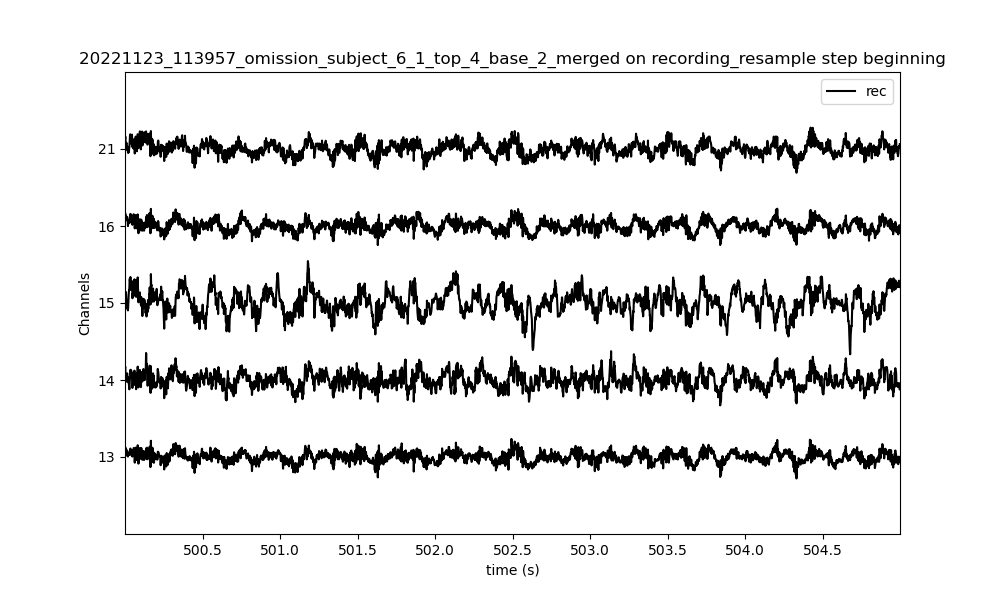 20221123_113957_omission_subject_6_1_top_4_base_2_merged on recording_resample step beginning
rec
21
16
15
14
13
Channels
500.5 501.0 501.5 502.0 502.5 503.0 503.5 504.0 504.5
time (s)